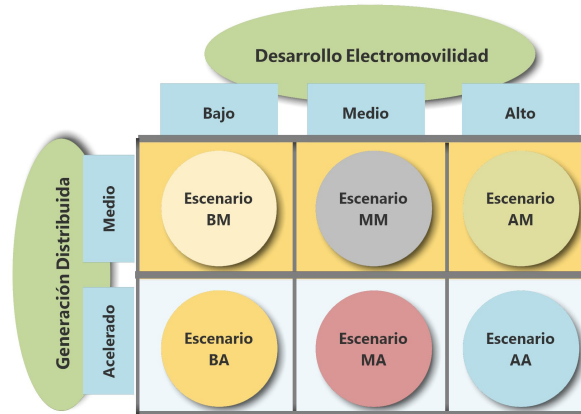 Desarrollo Electromovilidad
Bajo
Medio
Alto
Generación Distribuida
Medio
Escenario
BM
Escenario
MM
Escenario
AM
Acelerado
Escenario
BA
Escenario
MA
Escenario
AA